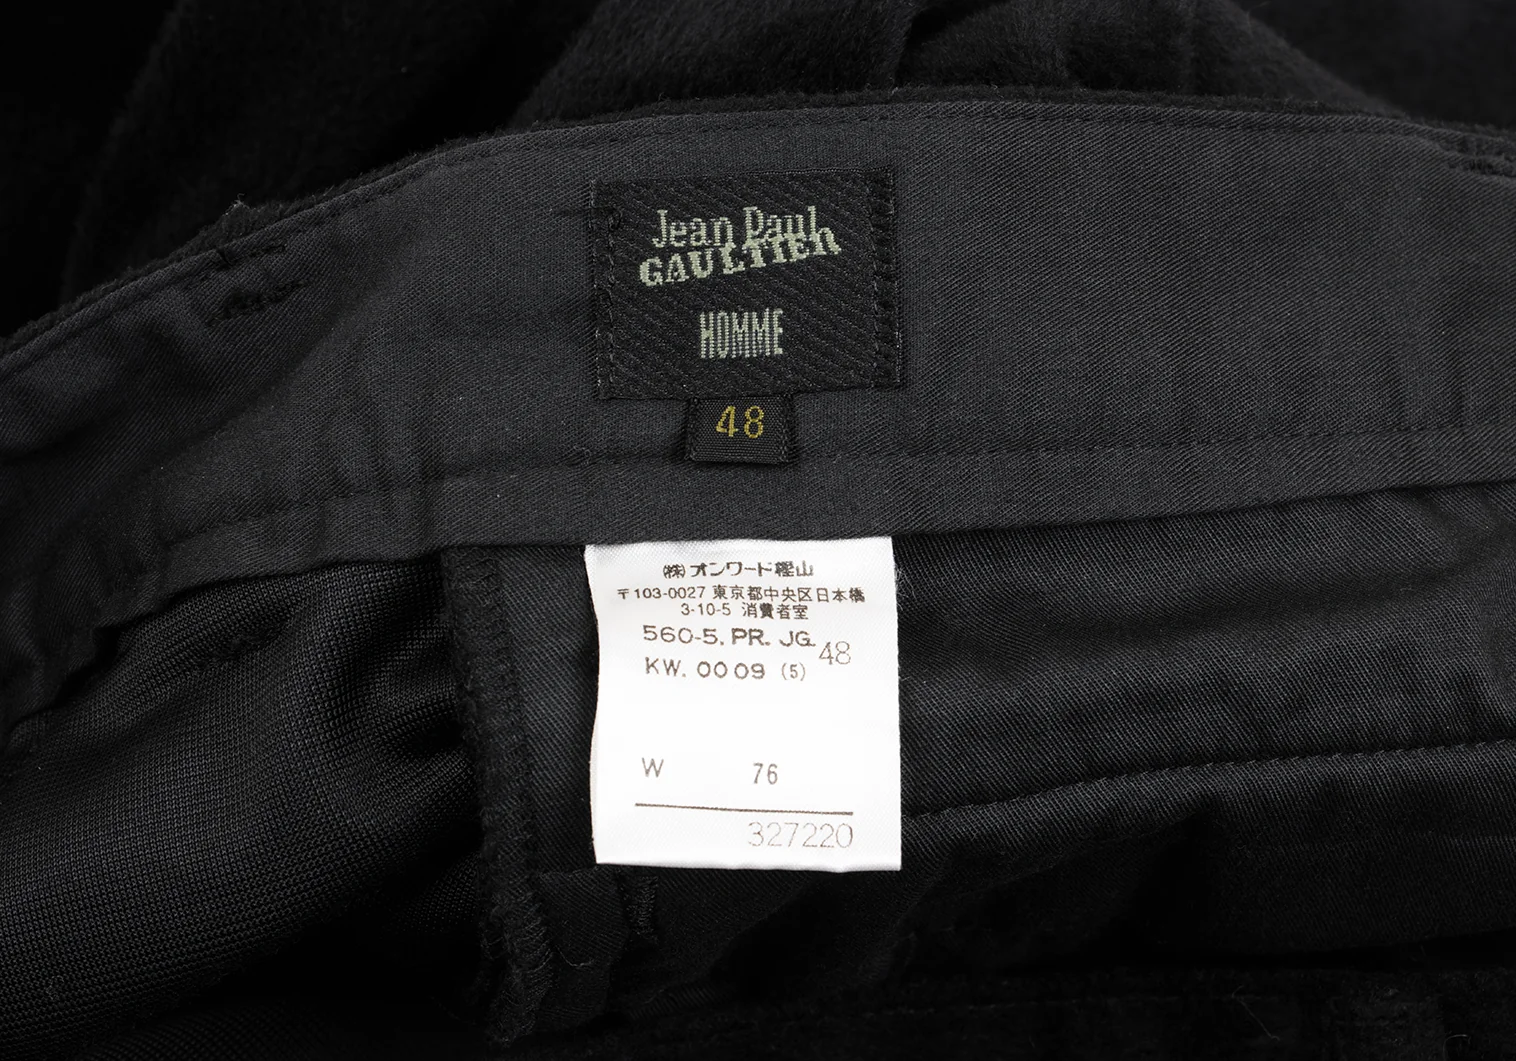 Jean Paul
GAULTIER
HOMME
48
㈱オンワード樫山
〒103-0027 東京都中央区日本橋
3-10-5 消費者室
560-5. PR. JG. 48
KW. 0009 (5)
W 76
327220